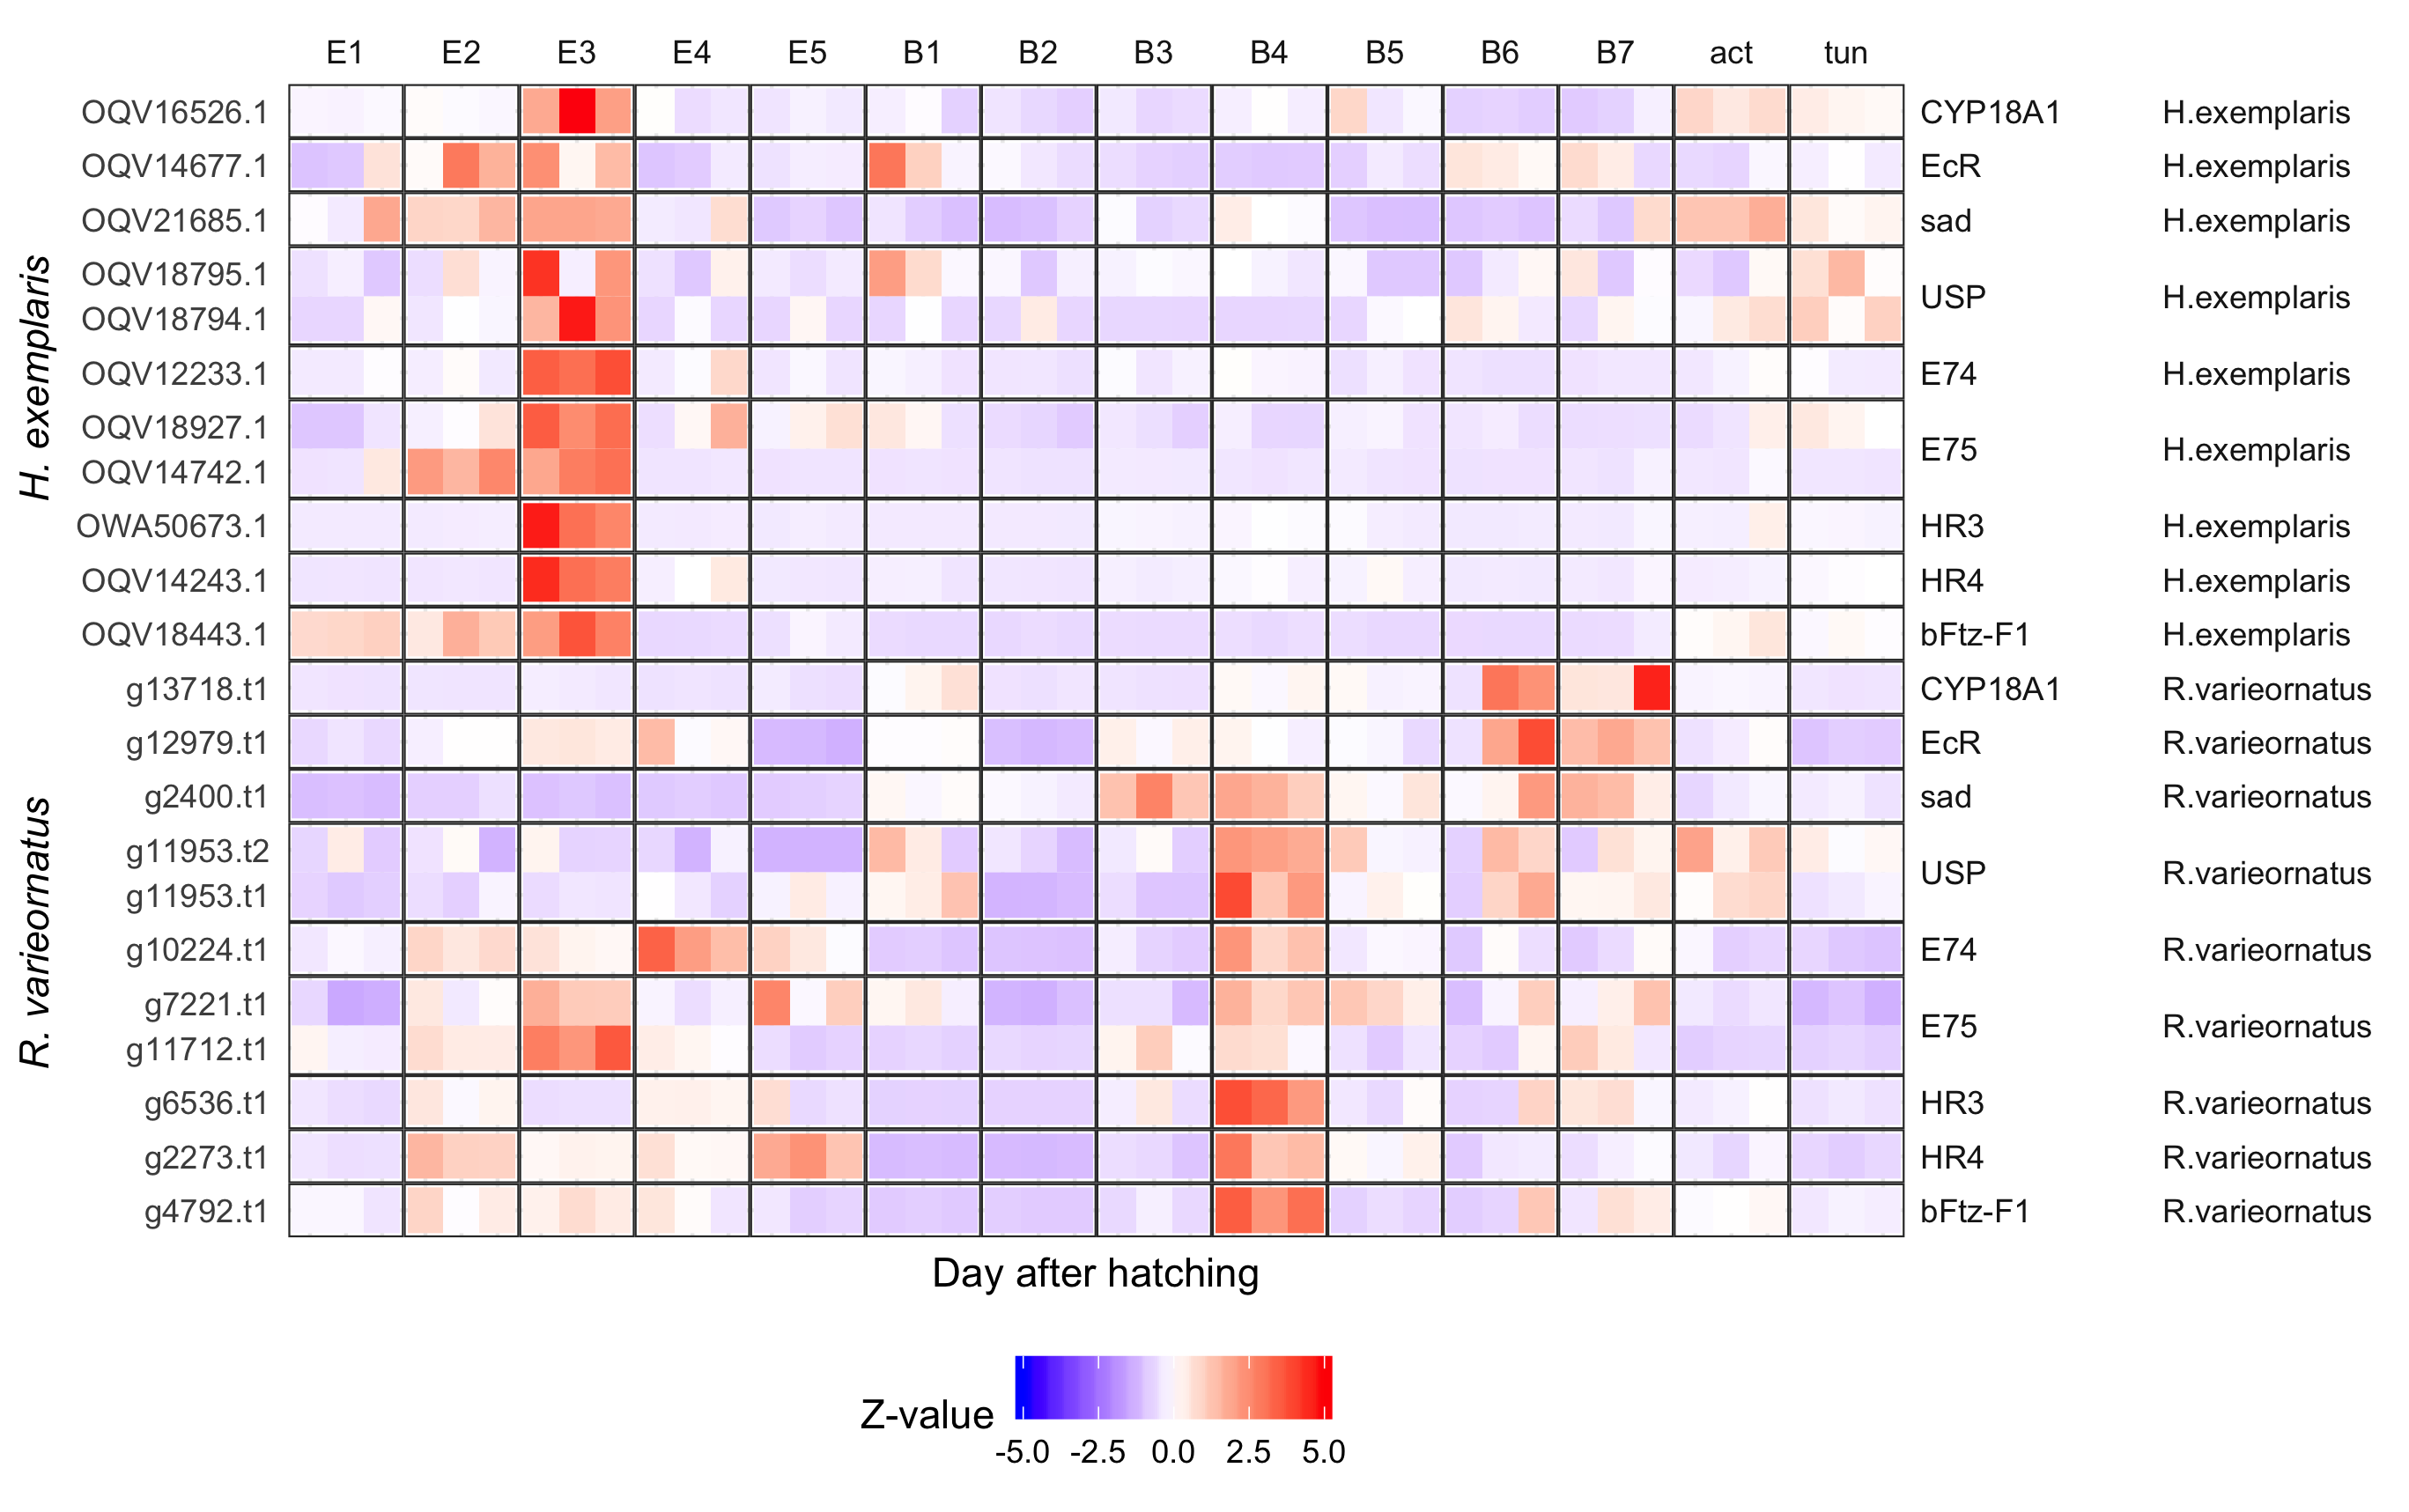 E1 E2 E3 E4 E5 B1 B2 B3 B4 B5 B6 B7 act tun
H. exemplaris
OQV16526.1 CYP18A1 H.exemplaris
OQV14677.1 EcR H.exemplaris
OQV21685.1 sad H.exemplaris
OQV18795.1
USP H.exemplaris
OQV18794.1
OQV12233.1 E74 H.exemplaris
OQV18927.1
E75 H.exemplaris
OQV14742.1
OWA50673.1 HR3 H.exemplaris
OQV14243.1 HR4 H.exemplaris
OQV18443.1 bFtz-F1 H.exemplaris
R. varieornatus
g13718.t1 CYP18A1 R.varieornatus
g12979.t1 EcR R.varieornatus
g2400.t1 sad R.varieornatus
g11953.t2
USP R.varieornatus
g11953.t1
g10224.t1 E74 R.varieornatus
g7221.t1
E75 R.varieornatus
g11712.t1
g6536.t1 HR3 R.varieornatus
g2273.t1 HR4 R.varieornatus
g4792.t1 bFtz-F1 R.varieornatus
Day after hatching
Z-value
-5.0 -2.5 0.0 2.5 5.0